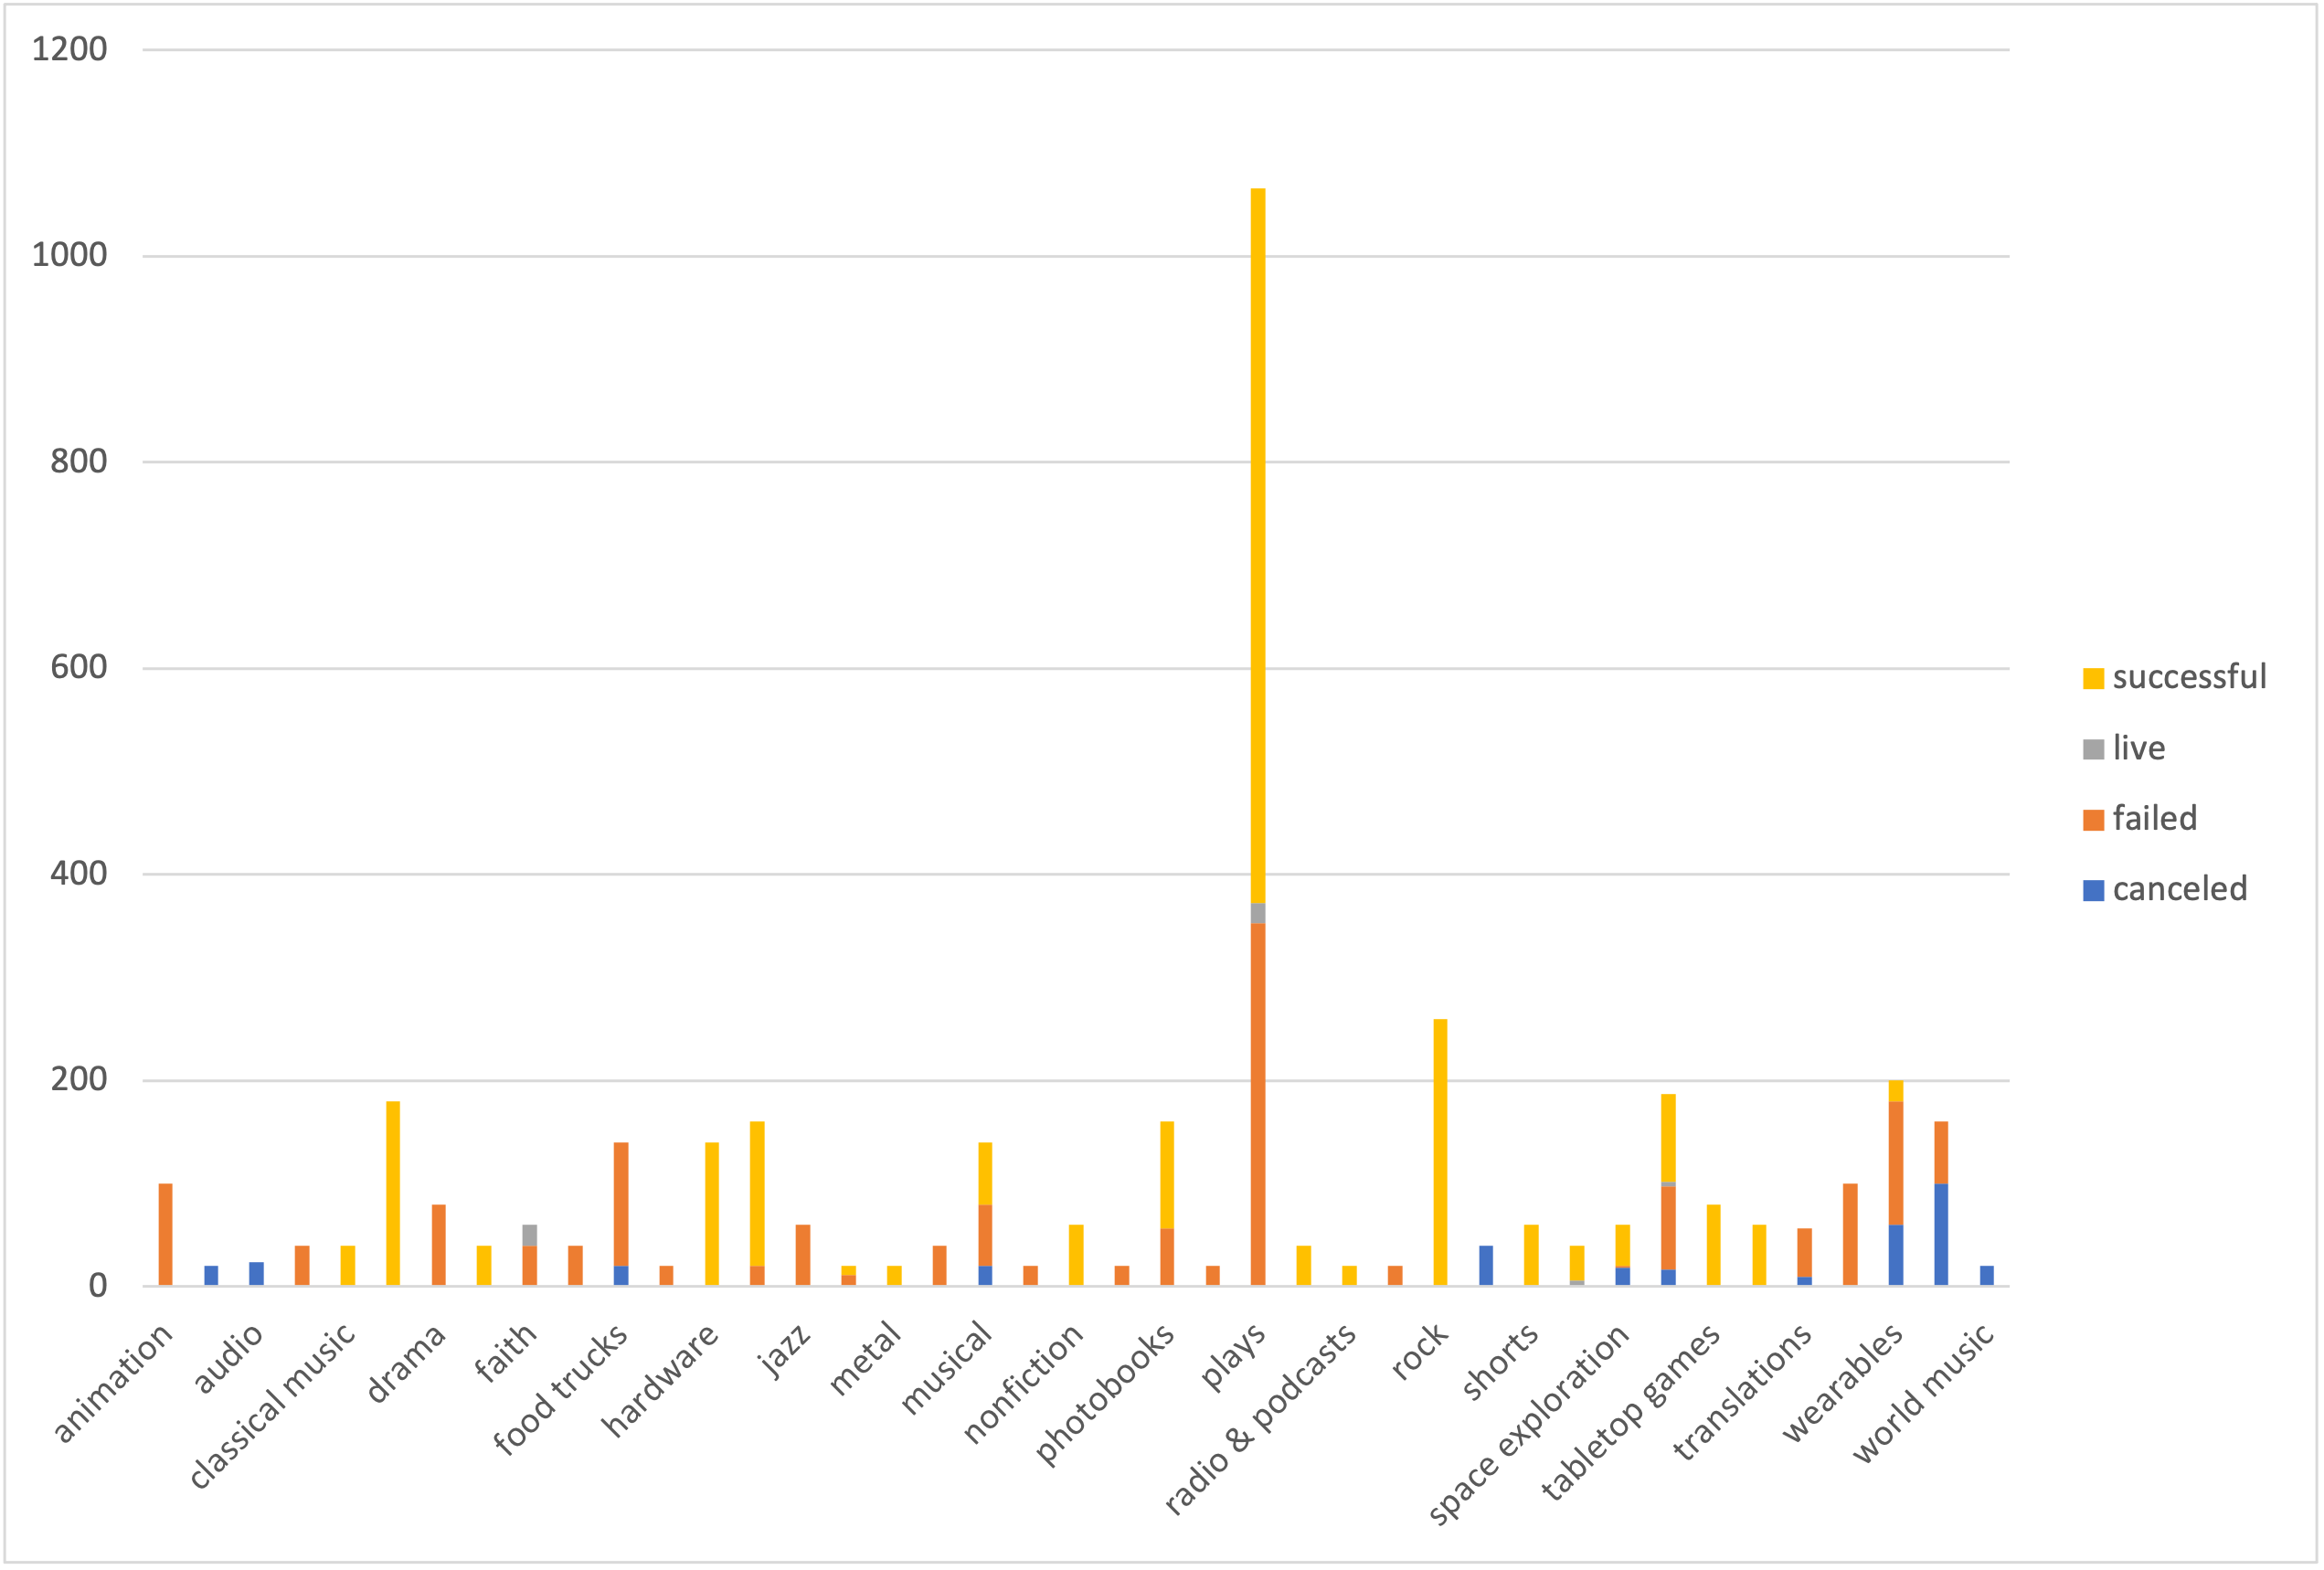 1200
1000
800
600
400
200
0
successful
live
failed
canceled
animation
audio
classical music
drama
faith
food trucks
hardware
jazz
metal
musical
nonfiction
photobooks
plays
radio & podcasts
rock
shorts
space exploration
tabletop games
translations
wearables
world music